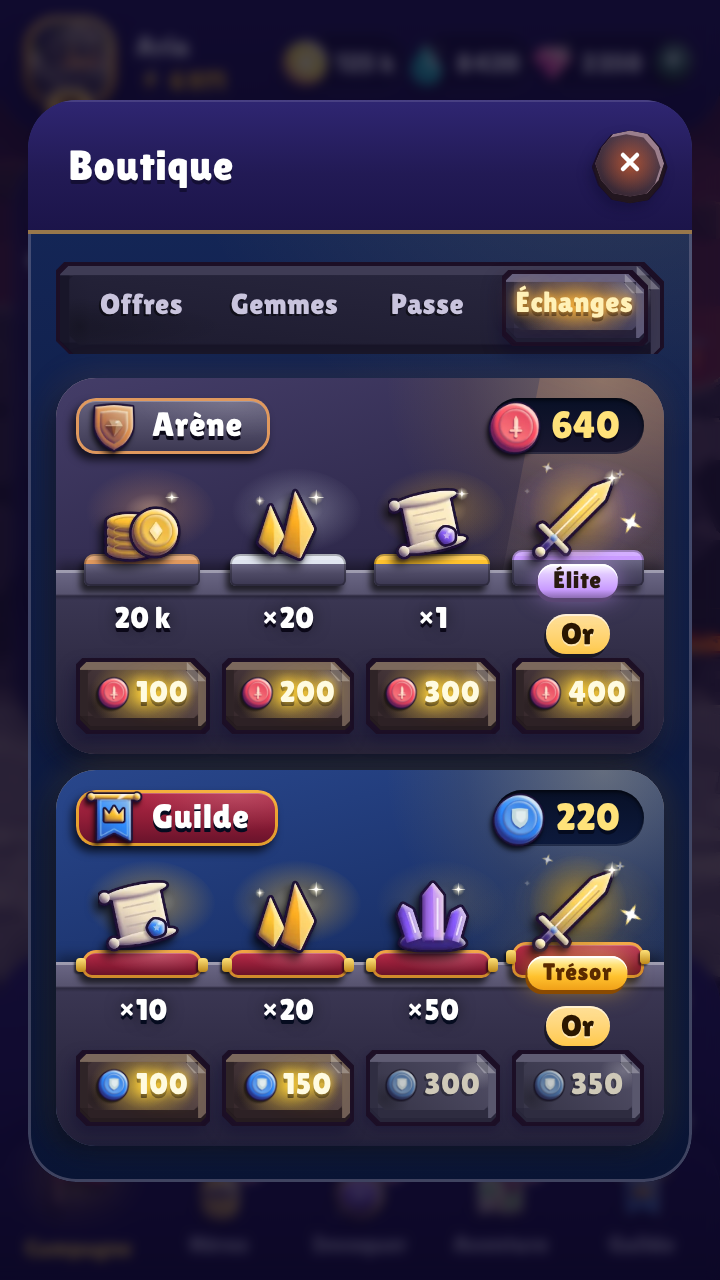 Boutique
Offres Gemmes Passe Échanges
Arène 640
Élite
20 k ×20 ×1 Or
100 200 300 400
Guilde 220
Trésor
×10 ×20 ×50 Or
100 150 300 350